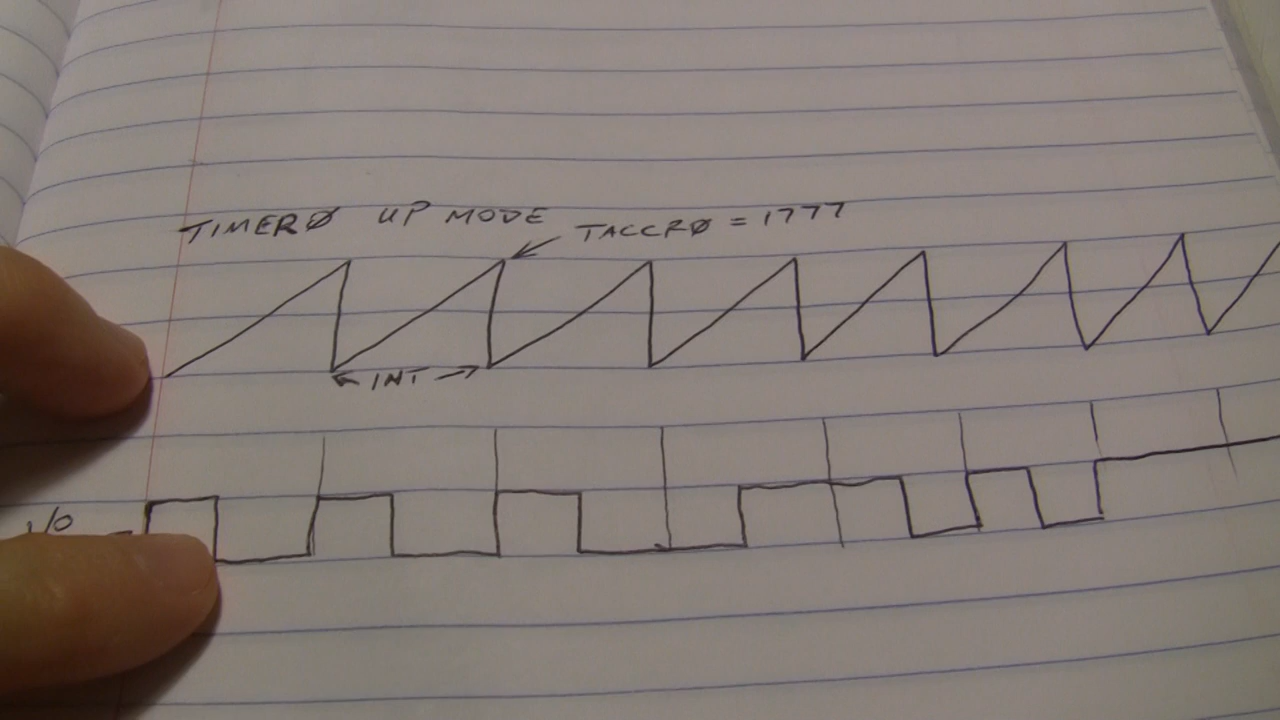 TIMERØ UP MODE TACCRØ = 1777
INT
I/O